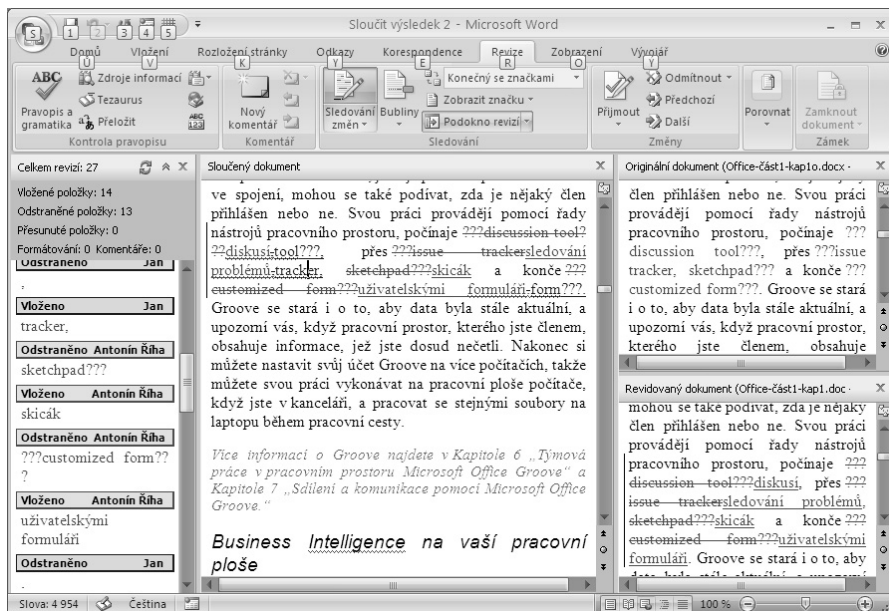 S 1 2 3 4 5 Sloučit výsledek 2 - Microsoft Word
Domů Vložení Rozložení stránky Odkazy Korespondence Revize Zobrazení Vývojář
Ů V K Y E R O Ý
ABC Zdroje informací
Tezaurus
Přeložit
Pravopis a
gramatika
Kontrola pravopisu
Nový
komentář
Komentář
Sledování
změn
Bubliny
Konečný se značkami
Zobrazit značku
Podokno revizí
Sledování
Přijmout
Odmítnout
Předchozí
Další
Změny
Porovnat
Zamknout
dokument
Zámek
Celkem revizí: 27
Vložené položky: 14
Odstraněné položky: 13
Přesunuté položky: 0
Formátování: 0 Komentáře: 0
Odstraněno Jan
,
Vloženo Jan
tracker,
Odstraněno Antonín Říha
sketchpad???
Vloženo Antonín Říha
skicák
Odstraněno Antonín Říha
???customized form??
?
Vloženo Antonín Říha
uživatelskými
formuláři
Odstraněno Jan
.
Sloučený dokument
ve spojení, mohou se také podívat, zda je nějaký člen
přihlášen nebo ne. Svou práci provádějí pomocí řady
nástrojů pracovního prostoru, počínaje ???discussion tool?
??diskusí-tool???, přes ???issue trackersledování
problémů-tracker, sketchpad???skicák a konče ???
customized form???uživatelskými formuláři-form???.
Groove se stará i o to, aby data byla stále aktuální, a
upozorní vás, když pracovní prostor, kterého jste členem,
obsahuje informace, jež jste dosud nečetli. Nakonec si
můžete nastavit svůj účet Groove na více počítačích, takže
můžete svou práci vykonávat na pracovní ploše počítače,
když jste v kanceláři, a pracovat se stejnými soubory na
laptopu během pracovní cesty.
Více informací o Groove najdete v Kapitole 6 „Týmová
práce v pracovním prostoru Microsoft Office Groove“ a
Kapitole 7 „Sdílení a komunikace pomocí Microsoft Office
Groove.“
Business Intelligence na vaší pracovní
ploše
Originální dokument (Office-část1-kap1o.docx -
člen přihlášen nebo ne. Svou práci
provádějí pomocí řady nástrojů
pracovního prostoru, počínaje ???
discussion tool???, přes ???issue
tracker, sketchpad??? a konče ???
customized form???. Groove se stará
i o to, aby data byla stále aktuální, a
upozorní vás, když pracovní prostor,
kterého jste členem, obsahuje
Revidovaný dokument (Office-část1-kap1.doc -
mohou se také podívat, zda je nějaký
člen přihlášen nebo ne. Svou práci
provádějí pomocí řady nástrojů
pracovního prostoru, počínaje ???
discussion tool???diskusí, přes ???
issue trackersledování problémů,
sketchpad???skicák a konče ???
customized form???uživatelskými
formuláři. Groove se stará i o to, aby
data byla stále aktuální a upozorní
Slova: 4 954 Čeština 100 %